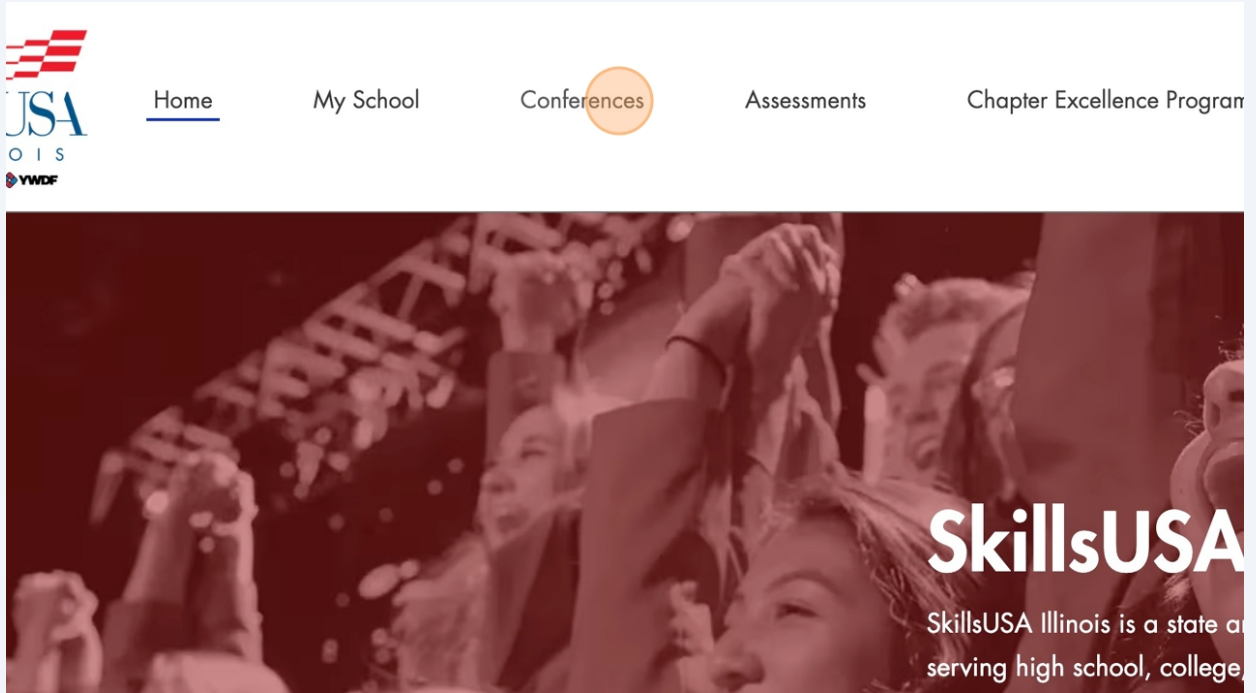 USA
OIS
YWDF
Home
My School
Conferences
Assessments
Chapter Excellence Program
SkillsUSA
SkillsUSA Illinois is a state
serving high school, college,